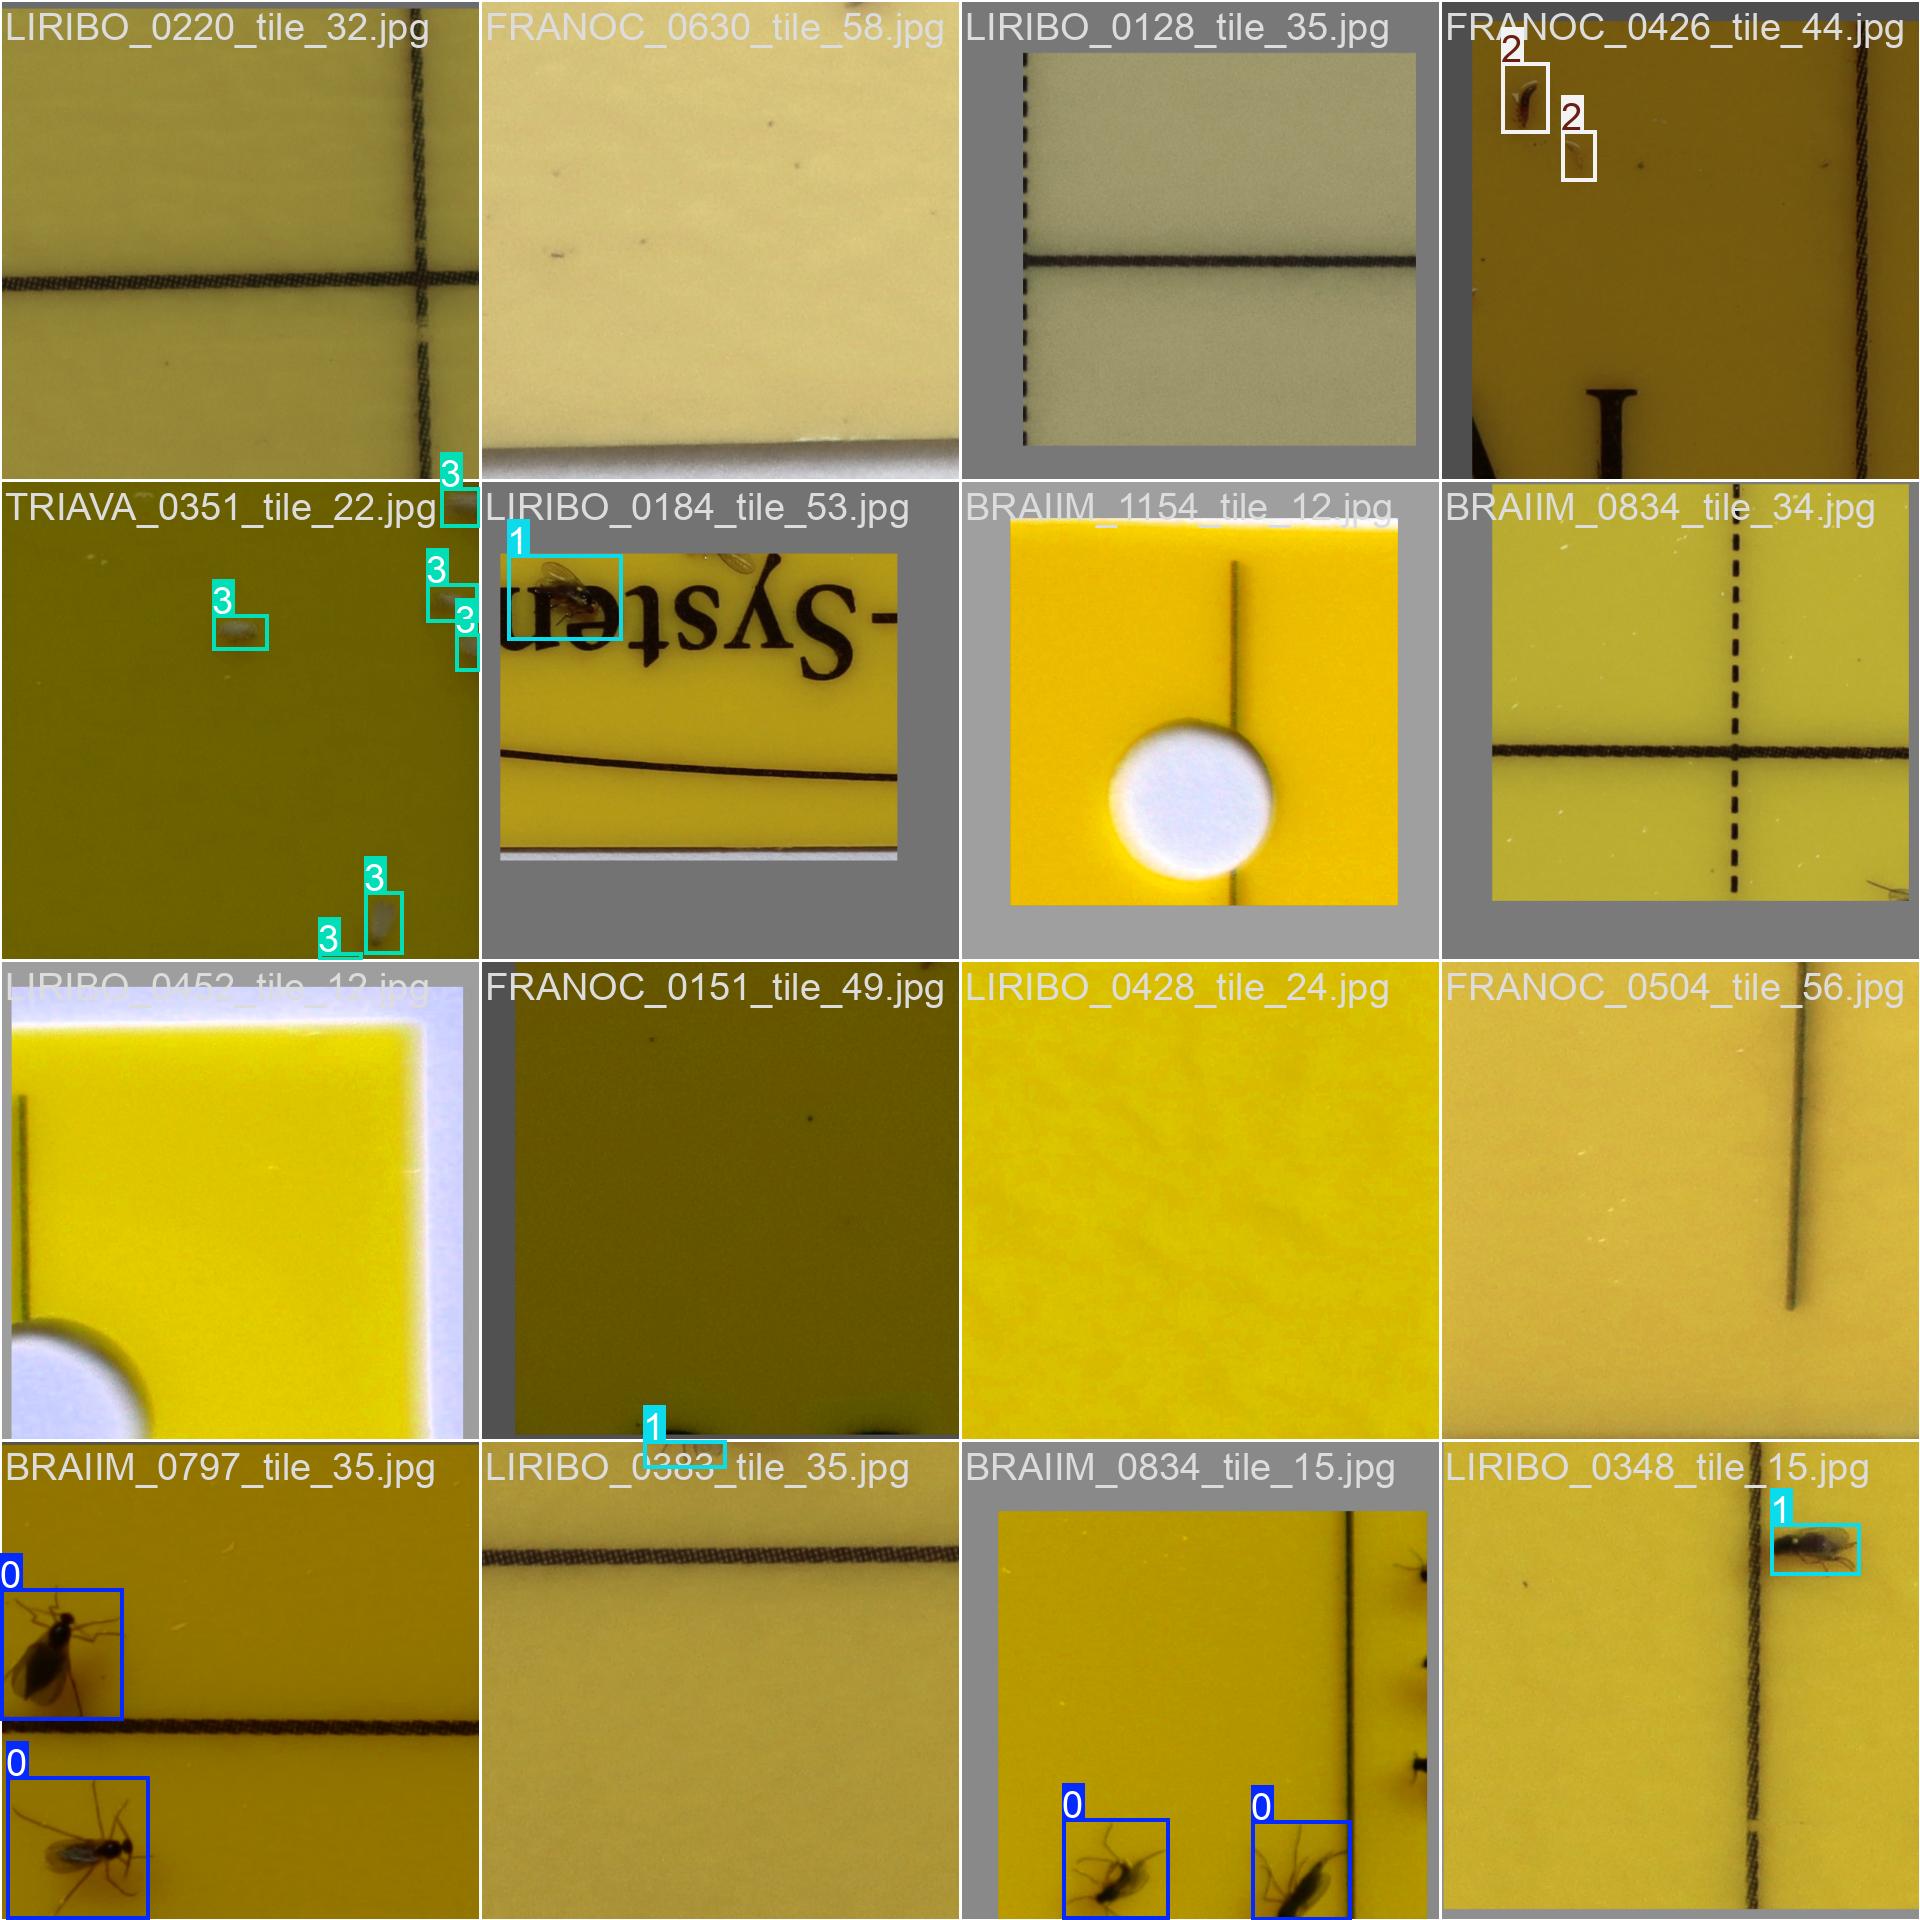 LIRIBO_0220_tile_32.jpg
FRANOC_0630_tile_58.jpg
LIRIBO_0128_tile_35.jpg
FRANOC_0426_tile_44.jpg
2
2
I
TRIAVA_0351_tile_22.jpg
3
3
3
3
3
3
LIRIBO_0184_tile_53.jpg
1
-System
BRAIIM_1154_tile_12.jpg
BRAIIM_0834_tile_34.jpg
LIRIBO_0452_tile_12.jpg
FRANOC_0151_tile_49.jpg
LIRIBO_0428_tile_24.jpg
FRANOC_0504_tile_56.jpg
BRAIIM_0797_tile_35.jpg
0
0
LIRIBO_0383_tile_35.jpg
1
BRAIIM_0834_tile_15.jpg
0
0
LIRIBO_0348_tile_15.jpg
1